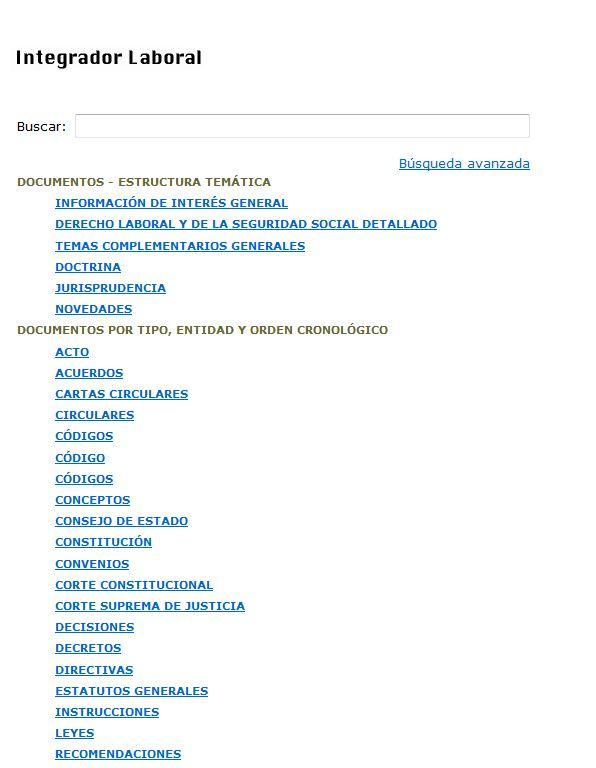 Integrador Laboral
Buscar:
Búsqueda avanzada
DOCUMENTOS - ESTRUCTURA TEMÁTICA
INFORMACIÓN DE INTERÉS GENERAL
DERECHO LABORAL Y DE LA SEGURIDAD SOCIAL DETALLADO
TEMAS COMPLEMENTARIOS GENERALES
DOCTRINA
JURISPRUDENCIA
NOVEDADES
DOCUMENTOS POR TIPO, ENTIDAD Y ORDEN CRONOLÓGICO
ACTO
ACUERDOS
CARTAS CIRCULARES
CIRCULARES
CÓDIGOS
CÓDIGO
CÓDIGOS
CONCEPTOS
CONSEJO DE ESTADO
CONSTITUCIÓN
CONVENIOS
CORTE CONSTITUCIONAL
CORTE SUPREMA DE JUSTICIA
DECISIONES
DECRETOS
DIRECTIVAS
ESTATUTOS GENERALES
INSTRUCCIONES
LEYES
RECOMENDACIONES